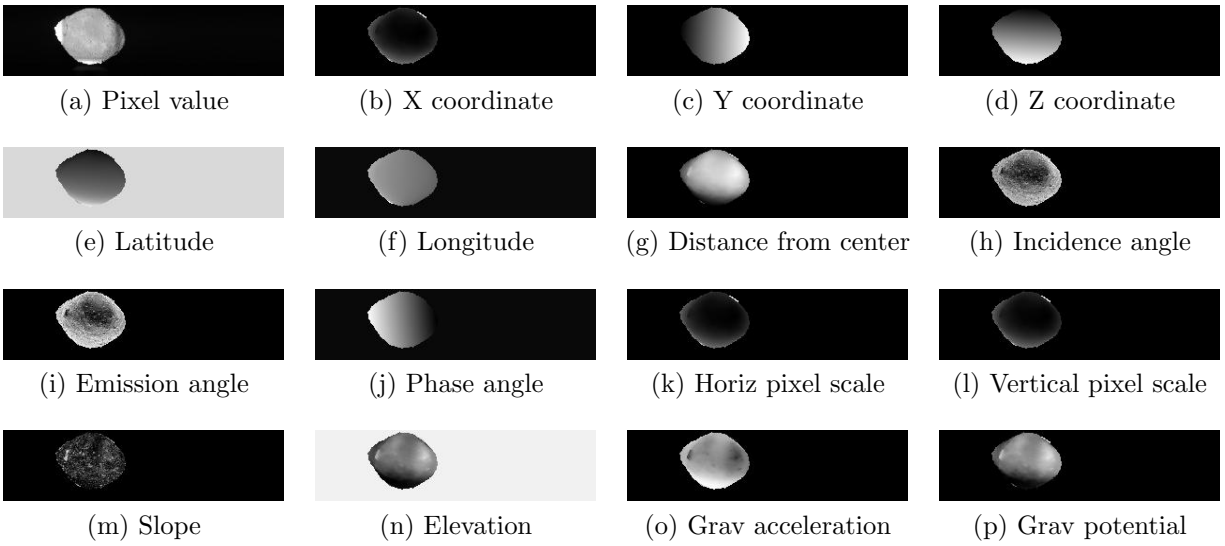 (a) Pixel value
(b) X coordinate
(c) Y coordinate
(d) Z coordinate
(e) Latitude
(f) Longitude
(g) Distance from center
(h) Incidence angle
(i) Emission angle
(j) Phase angle
(k) Horiz pixel scale
(l) Vertical pixel scale
(m) Slope
(n) Elevation
(o) Grav acceleration
(p) Grav potential